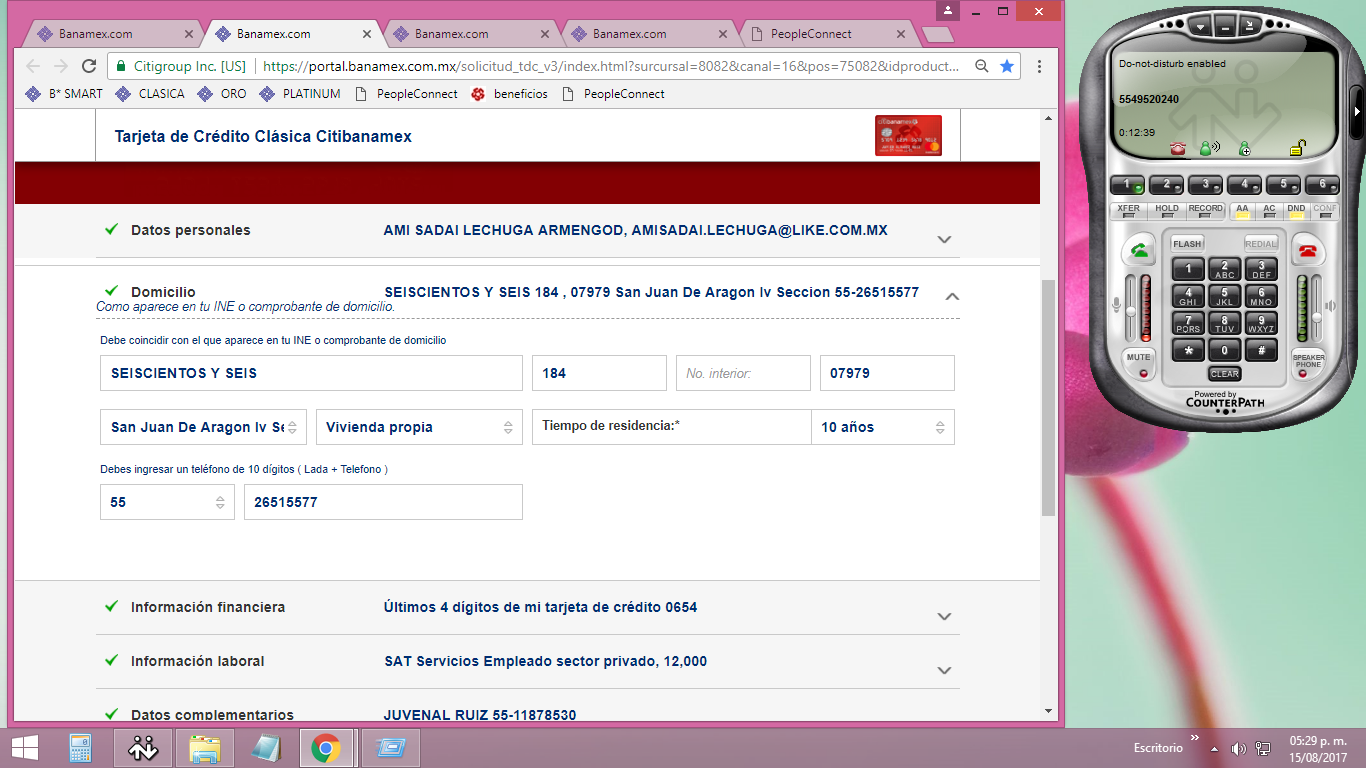 Banamex.com
Banamex.com
Banamex.com
Banamex.com
PeopleConnect
Citigroup Inc. [US]
https://portal.banamex.com.mx/solicitud_tdc_v3/index.html?sursursal=8082&canal=16&pos=75082&idproduct...
B* SMART
CLASICA
ORO
PLATINUM
PeopleConnect
beneficios
PeopleConnect
Tarjeta de Crédito Clásica Citibanamex
Datos personales
AMI SADAI LECHUGA ARMENGOD, AMISADAI.LECHUGA@LIKE.COM.MX
Domicilio
SEISCIENTOS Y SEIS 184 , 07979 San Juan De Aragon Iv Seccion 55-26515577
Como aparece en tu INE o comprobante de domicilio.
Debe coincidir con el que aparece en tu INE o comprobante de domicilio
SEISCIENTOS Y SEIS
184
No. interior:
07979
San Juan De Aragon Iv Se
Vivienda propia
Tiempo de residencia:*
10 años
Debes ingresar un teléfono de 10 dígitos ( Lada + Telefono )
55
26515577
Información financiera
Últimos 4 dígitos de mi tarjeta de crédito 0654
Información laboral
SAT Servicios Empleado sector privado, 12,000
Datos complementarios
JUVENAL RUIZ 55-11878530
Do-not-disturb enabled
5549520240
0:12:39
1 2 3 4 5 6
XFER HOLD RECORD AA AC DND CONF
FLASH
REDIAL
1
2 ABC
3 DEF
4 GHI
5 JKL
6 MNO
7 PQRS
8 TUV
9 WXYZ
*
0
#
MUTE
SPEAKER PHONE
CLEAR
Powered by
COUNTERPATH
Escritorio
05:29 p. m.
15/08/2017